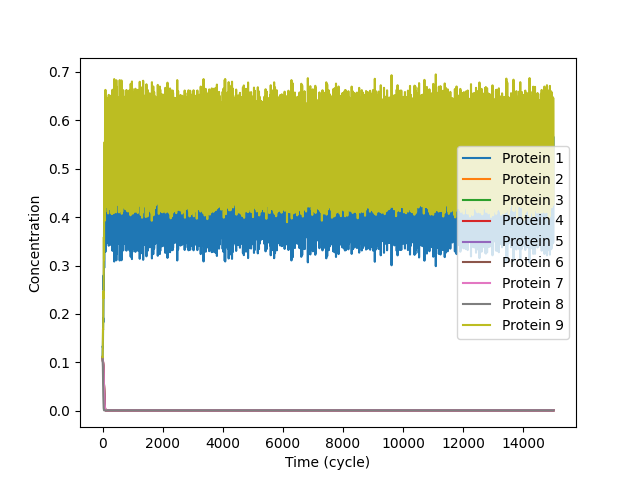 0.7
0.6
0.5
0.4
0.3
0.2
0.1
0.0
Concentration
0
2000
4000
6000
8000
10000
12000
14000
Time (cycle)
Protein 1
Protein 2
Protein 3
Protein 4
Protein 5
Protein 6
Protein 7
Protein 8
Protein 9